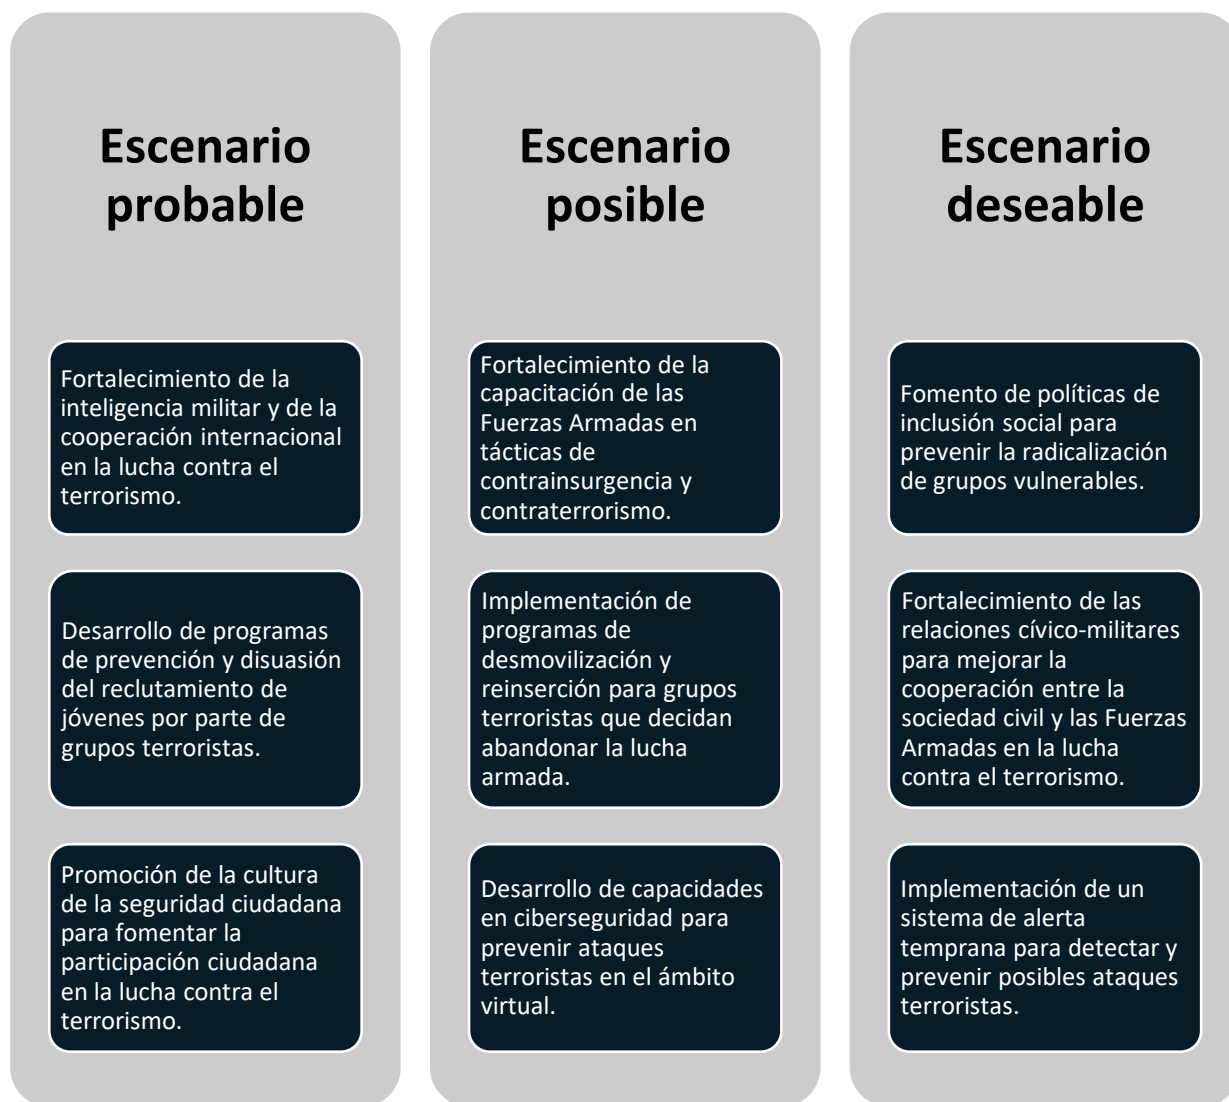 Escenario
probable
Fortalecimiento de la
inteligencia militar y de la
cooperación internacional
en la lucha contra el
terrorismo.
Desarrollo de programas
de prevención y disuasión
del reclutamiento de
jóvenes por parte de
grupos terroristas.
Promoción de la cultura
de la seguridad ciudadana
para fomentar la
participación ciudadana
en la lucha contra el
terrorismo.
Escenario
posible
Fortalecimiento de la
capacitación de las
Fuerzas Armadas en
tácticas de
contrainsurgencia y
contraterrorismo.
Implementación de
programas de
desmovilización y
reinserción para grupos
terroristas que decidan
abandonar la lucha
armada.
Desarrollo de capacidades
en ciberseguridad para
prevenir ataques
terroristas en el ámbito
virtual.
Escenario
deseable
Fomento de políticas de
inclusión social para
prevenir la radicalización
de grupos vulnerables.
Fortalecimiento de las
relaciones cívico-militares
para mejorar la
cooperación entre la
sociedad civil y las Fuerzas
Armadas en la lucha
contra el terrorismo.
Implementación de un
sistema de alerta
temprana para detectar y
prevenir posibles ataques
terroristas.